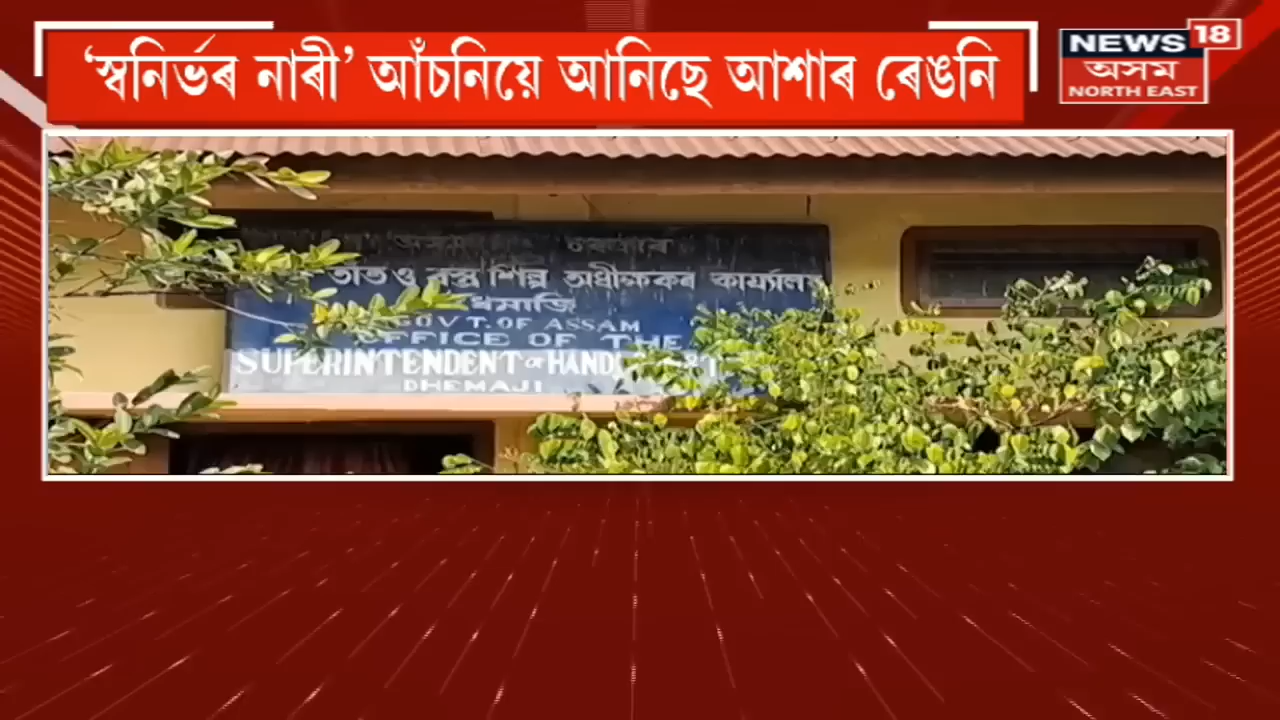 ‘স্বনিৰ্ভৰ নাৰী’ আঁচনিয়ে আনিছে আশাৰ ৰেঙনি
NEWS 18
অসম
NORTH EAST
তাঁত ও বস্ত্ৰ শিল্প অধীক্ষকৰ কাৰ্য্যালয়
GOVT. OF ASSAM
OFFICE OF THE
SUPERINTENDENT OF
DHEMAJI